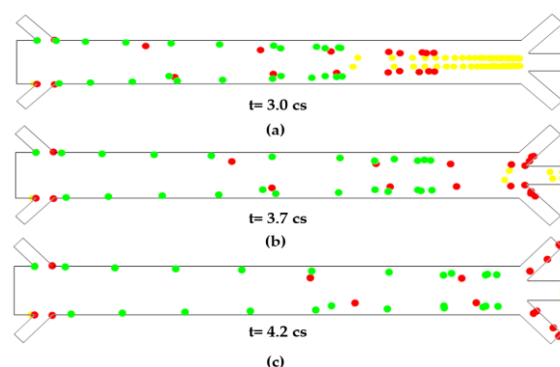 t= 3.0 cs
(a)
t= 3.7 cs
(b)
t= 4.2 cs
(c)